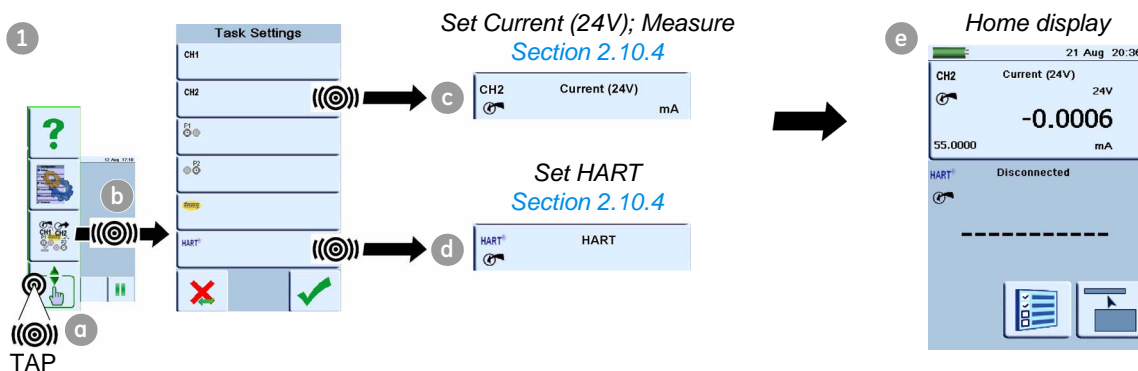 1
Task Settings
CH1
CH2
P1
P2
HART®
?
12 Aug 17:18
CH1 CH2
b
a
TAP
Set Current (24V); Measure
Section 2.10.4
c
CH2 Current (24V)
mA
Set HART
Section 2.10.4
d
HART® HART
e
Home display
21 Aug 20:36
CH2 Current (24V)
24V
-0.0006
55.0000 mA
HART® Disconnected
-----------